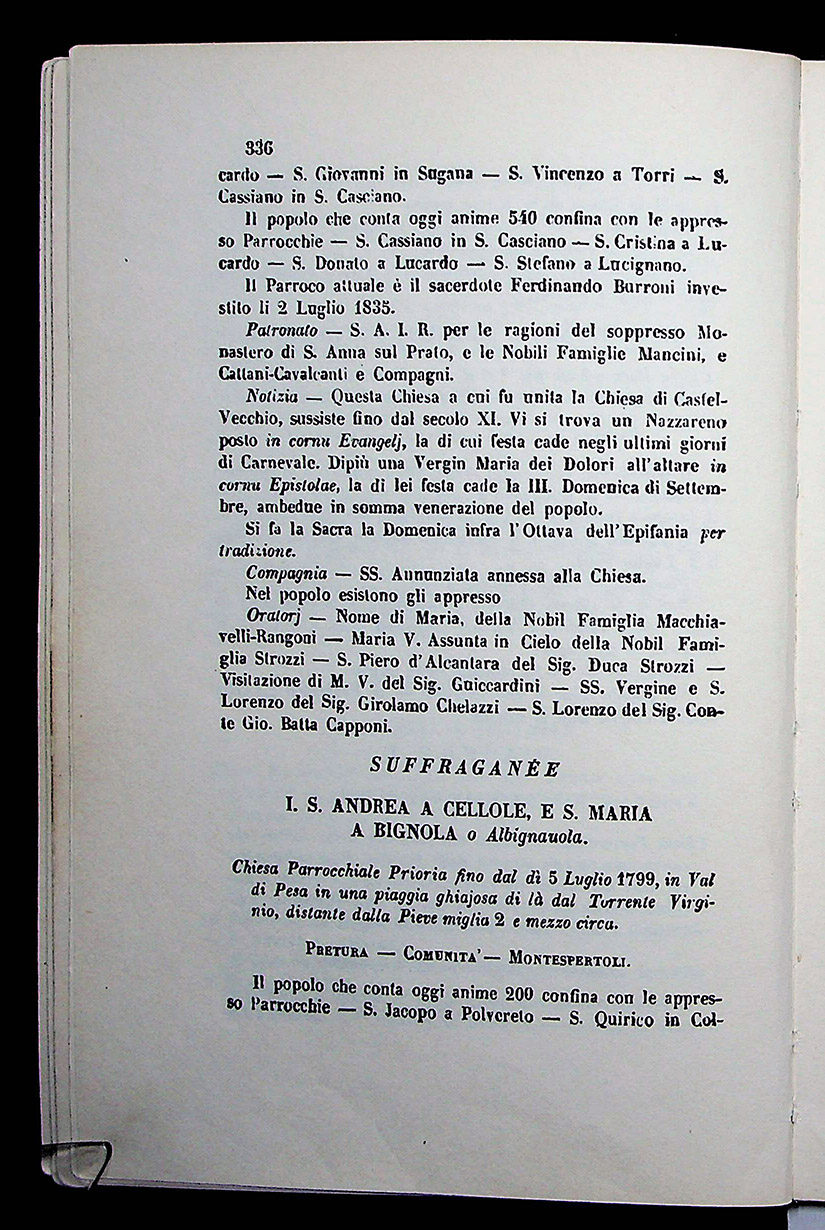 336
cardo — S. Giovanni in Sugana — S. Vincenzo a Torri — S.
Cassiano in S. Casciano.
Il popolo che conta oggi anime 540 confina con le appres-
so Parrocchie — S. Cassiano in S. Casciano — S. Cristina a Lu-
cardo — S. Donato a Lucardo — S. Stefano a Lucignano.
Il Parroco attuale è il sacerdote Ferdinando Burroni inve-
stito li 2 Luglio 1835.
Patronato — S. A. I. R. per le ragioni del soppresso Mo-
nastero di S. Anna sul Prato, e le Nobili Famiglie Mancini, e
Cattani-Cavalcanti e Compagni.
Notizia — Questa Chiesa a cui fu unita la Chiesa di Castel-
Vecchio, sussiste fino dal secolo XI. Vi si trova un Nazzareno
posto in cornu Evangelj, la di cui festa cade negli ultimi giorni
di Carnevale. Dipiù una Vergin Maria dei Dolori all'altare in
cornu Epistolae, la di lei festa cade la III. Domenica di Settem-
bre, ambedue in somma venerazione del popolo.
Si fa la Sacra la Domenica infra l'Ottava dell'Epifania per
tradizione.
Compagnia — SS. Annunziata annessa alla Chiesa.
Nel popolo esistono gli appresso
Oratorj — Nome di Maria, della Nobil Famiglia Macchia-
velli-Rangoni — Maria V. Assunta in Cielo della Nobil Fami-
glia Strozzi — S. Piero d'Alcantara del Sig. Duca Strozzi —
Visitazione di M. V. del Sig. Guiccardini — SS. Vergine e S.
Lorenzo del Sig. Girolamo Chelazzi — S. Lorenzo del Sig. Con-
te Gio. Batta Capponi.
SUFFRAGANÈE
I. S. ANDREA A CELLOLE, E S. MARIA
A BIGNOLA o Albignauola.
Chiesa Parrocchiale Prioria fino dal dì 5 Luglio 1799, in Val
di Pesa in una piaggia ghiajosa di là dal Torrente Virgi-
nio, distante dalla Pieve miglia 2 e mezzo circa.
PRETURA — COMUNITA' — MONTESPERTOLI.
Il popolo che conta oggi anime 200 confina con le appres-
so Parrocchie — S. Jacopo a Polvereto — S. Quirico in Col-